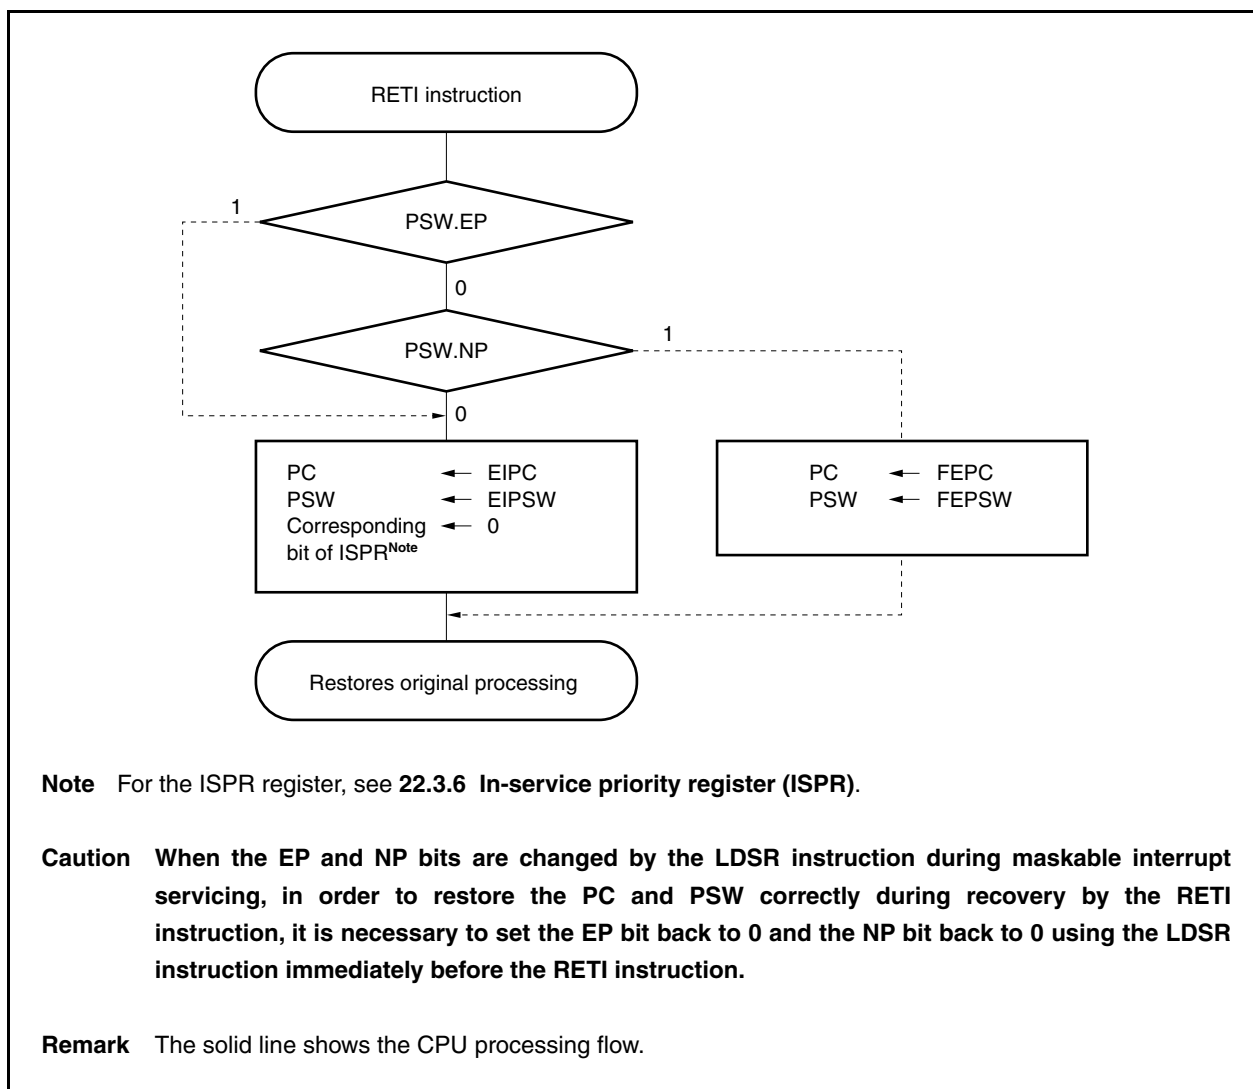 RETI instruction
1
PSW.EP
0
1
PSW.NP
0
PC ← EIPC
PSW ← EIPSW
Corresponding ← 0
bit of ISPRNote
PC ← FEPC
PSW ← FEPSW
Restores original processing
Note For the ISPR register, see 22.3.6 In-service priority register (ISPR).
Caution When the EP and NP bits are changed by the LDSR instruction during maskable interrupt
servicing, in order to restore the PC and PSW correctly during recovery by the RETI
instruction, it is necessary to set the EP bit back to 0 and the NP bit back to 0 using the LDSR
instruction immediately before the RETI instruction.
Remark The solid line shows the CPU processing flow.